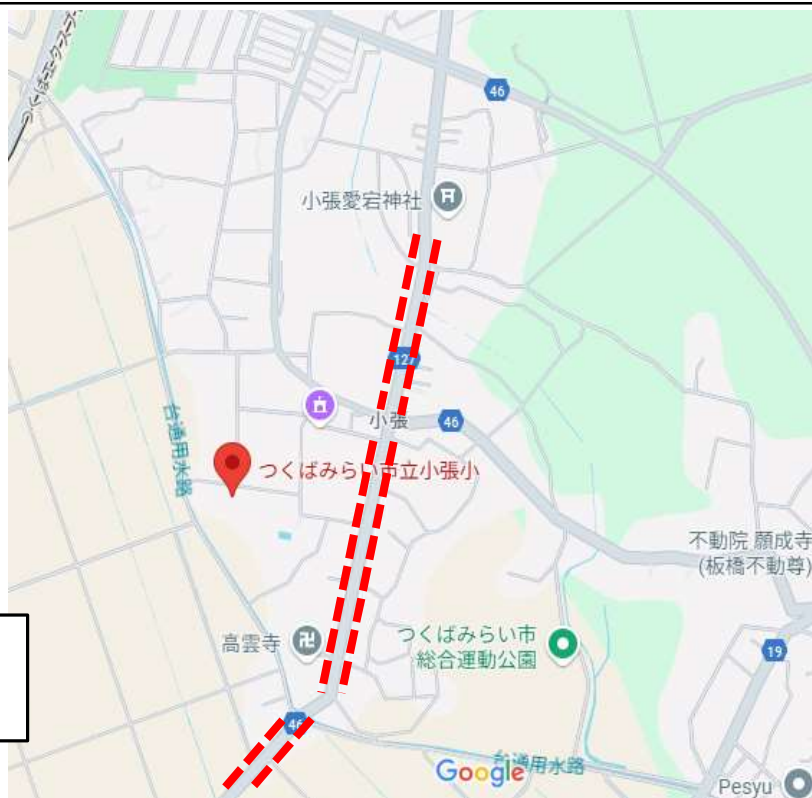 つくばエクスプレ
46
小張愛宕神社
127
小張
46
台通用水路
つくばみらい市立小張小
不動院 願成寺
(板橋不動尊)
つくばみらい市
総合運動公園
高雲寺
19
46
台通用水路
Google
Pesyu